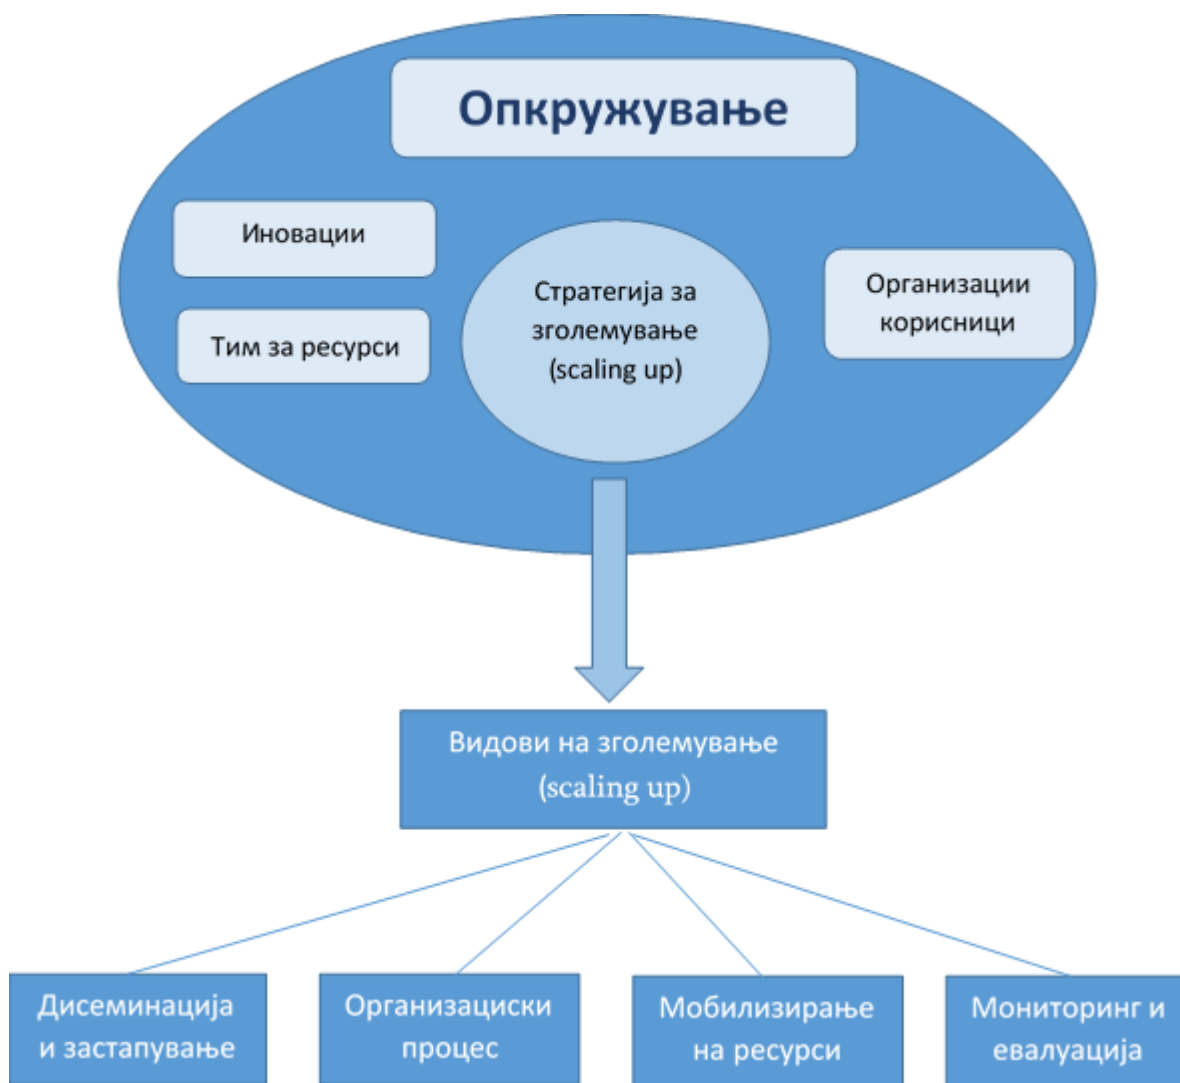 Опкружување
Иновации
Тим за ресурси
Стратегија за
зголемување
(scaling up)
Организации
корисници
Видови на зголемување
(scaling up)
Дисеминација
и застапување
Организациски
процес
Мобилизирање
на ресурси
Мониторинг и
евалуација